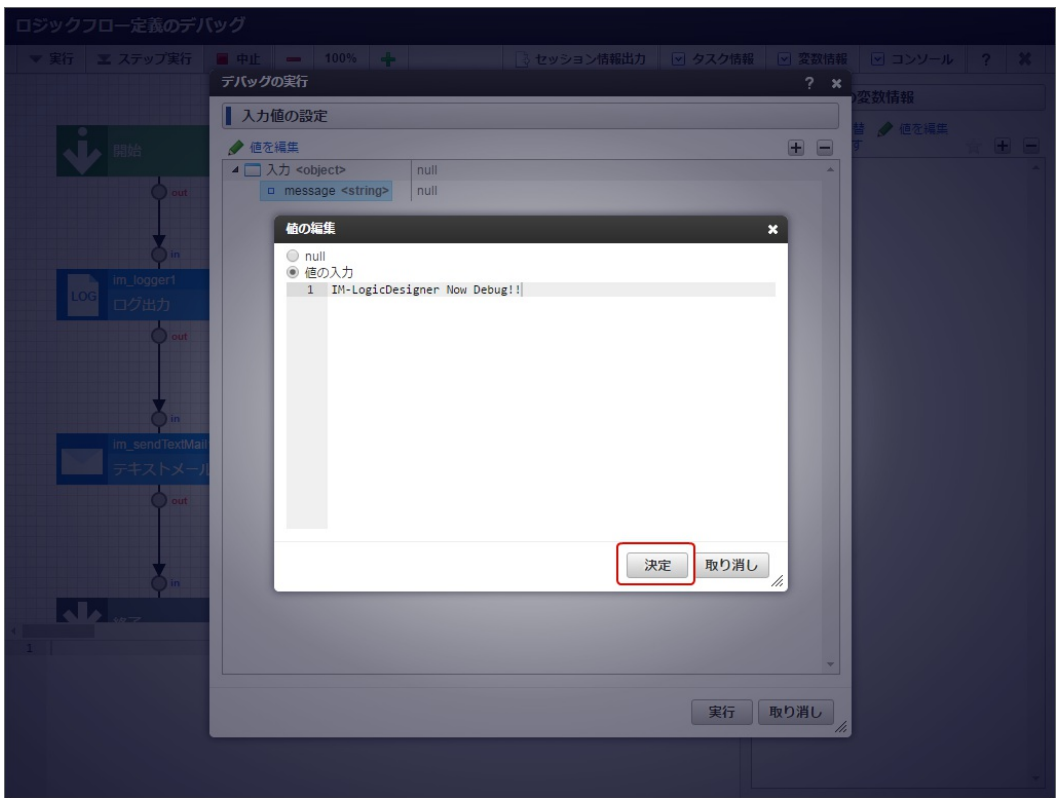 ロジックフロー定義のデバッグ
実行 ステップ実行 中止 100% セッション情報出力 タスク情報 変数情報 コンソール ?
デバッグの実行 ?
の変数情報
入力値の設定
値を編集
替 値を編集
す
開始
入力 <object> null
message <string> null
out
値の編集
null
in
値の入力
im_logger1
1 IM-LogicDesigner Now Debug!!
LOG ログ出力
out
in
im_sendTextMail
テキストメール
out
決定 取り消し
in
終了
1
実行 取り消し